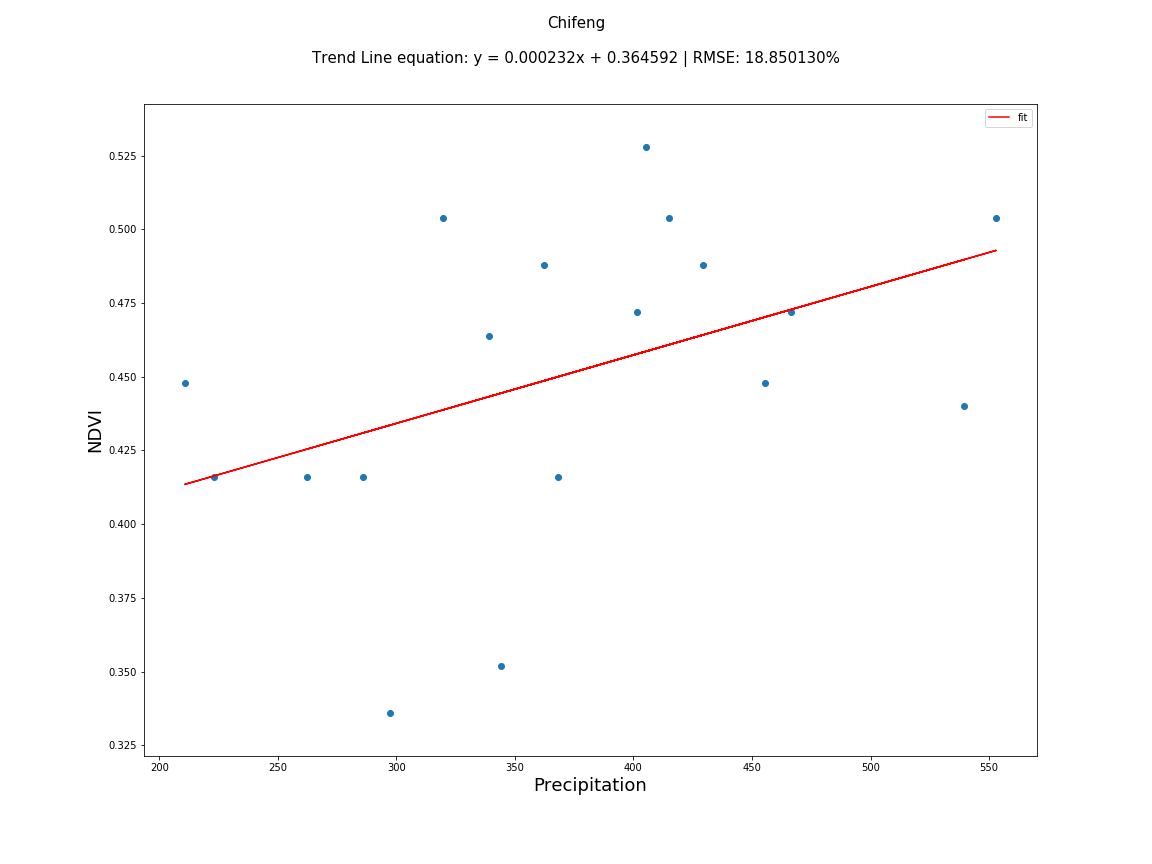 Chifeng
Trend Line equation: y = 0.000232x + 0.364592 | RMSE: 18.850130%
fit
0.525
0.500
0.475
0.450
0.425
0.400
0.375
0.350
0.325
NDVI
200 250 300 350 400 450 500 550
Precipitation